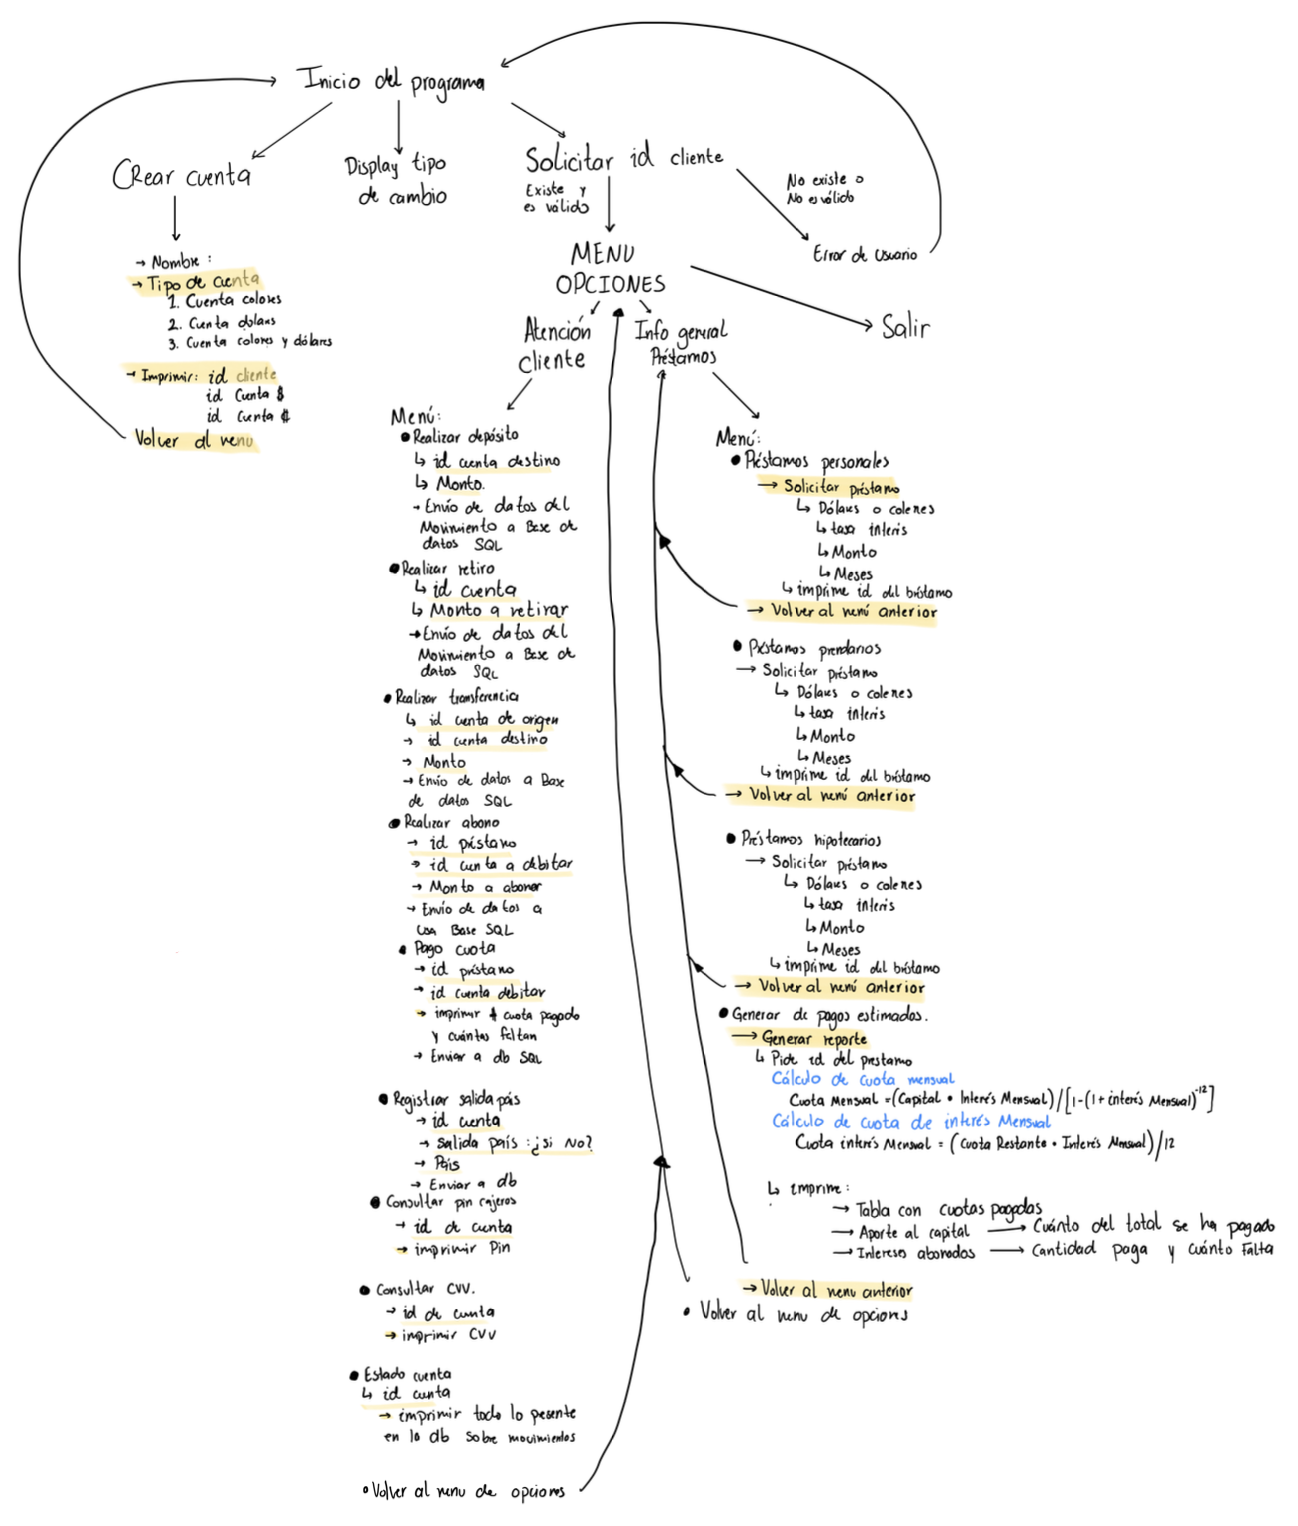 Inicio del programa
Crear cuenta
Display tipo
de cambio
Solicitar id cliente
Existe y
es válido
No existe o
No es válido
Error de usuario
→ Nombre :
→ Tipo de cuenta
1. Cuenta colones
2. Cuenta dólares
3. Cuenta colones y dólares
→ Imprimir: id cliente
id Cuenta $
id Cuenta ₡
Volver al menu
MENU
OPCIONES
Salir
Atención
cliente
Info general
Préstamos
Menú:
● Realizar depósito
↳ id cuenta destino
↳ Monto.
→ Envío de datos del
Movimiento a Base de
datos SQL
● Realizar retiro
↳ id cuenta
↳ Monto a retirar
→ Envío de datos del
Movimiento a Base de
datos SQL
● Realizar transferencia
↳ id cuenta de origen
→ id cuenta destino
→ Monto
→ Envío de datos a Base
de datos SQL
● Realizar abono
→ id préstamo
→ id cuenta a debitar
→ Monto a abonar
→ Envío de datos a
Base SQL
● Pago cuota
→ id préstamo
→ id cuenta debitar
→ imprimir # cuota pagado
y cuántas faltan
→ Enviar a db SQL
● Registrar salida país
→ id cuenta
→ salida país : ¿si No?
→ País
→ Enviar a db
● Consultar pin cajeros
→ id de cuenta
→ imprimir Pin
● Consultar CVV.
→ id de cuenta
→ imprimir CVV
● Estado cuenta
↳ id cuenta
→ imprimir todo lo presente
en la db sobre movimientos
• Volver al menu de opciones
Menú:
● Préstamos personales
→ Solicitar préstamo
↳ Dólares o colones
↳ tasa interés
↳ Monto
↳ Meses
↳ imprime id del préstamo
→ Volver al menú anterior
● Préstamos prendarios
→ Solicitar préstamo
↳ Dólares o colones
↳ tasa interés
↳ Monto
↳ Meses
↳ imprime id del préstamo
→ Volver al menú anterior
● Préstamos hipotecarios
→ Solicitar préstamo
↳ Dólares o colones
↳ tasa interés
↳ Monto
↳ Meses
↳ imprime id del préstamo
→ Volver al menú anterior
● Generar de pagos estimados.
→ Generar reporte
↳ Pide id del prestamo
Cálculo de cuota mensual
Cuota Mensual = (Capital • Interés Mensual) / [1-(1 + interés Mensual)^-12]
Cálculo de cuota de interés Mensual
Cuota interés Mensual = (Cuota Restante • Interés Mensual) / 12
↳ imprime :
→ Tabla con cuotas pagadas
→ Aporte al capital → Cuánto del total se ha pagado
→ Intereses abonados → Cantidad paga y cuánto Falta
→ Volver al menu anterior
• Volver al menu de opciones